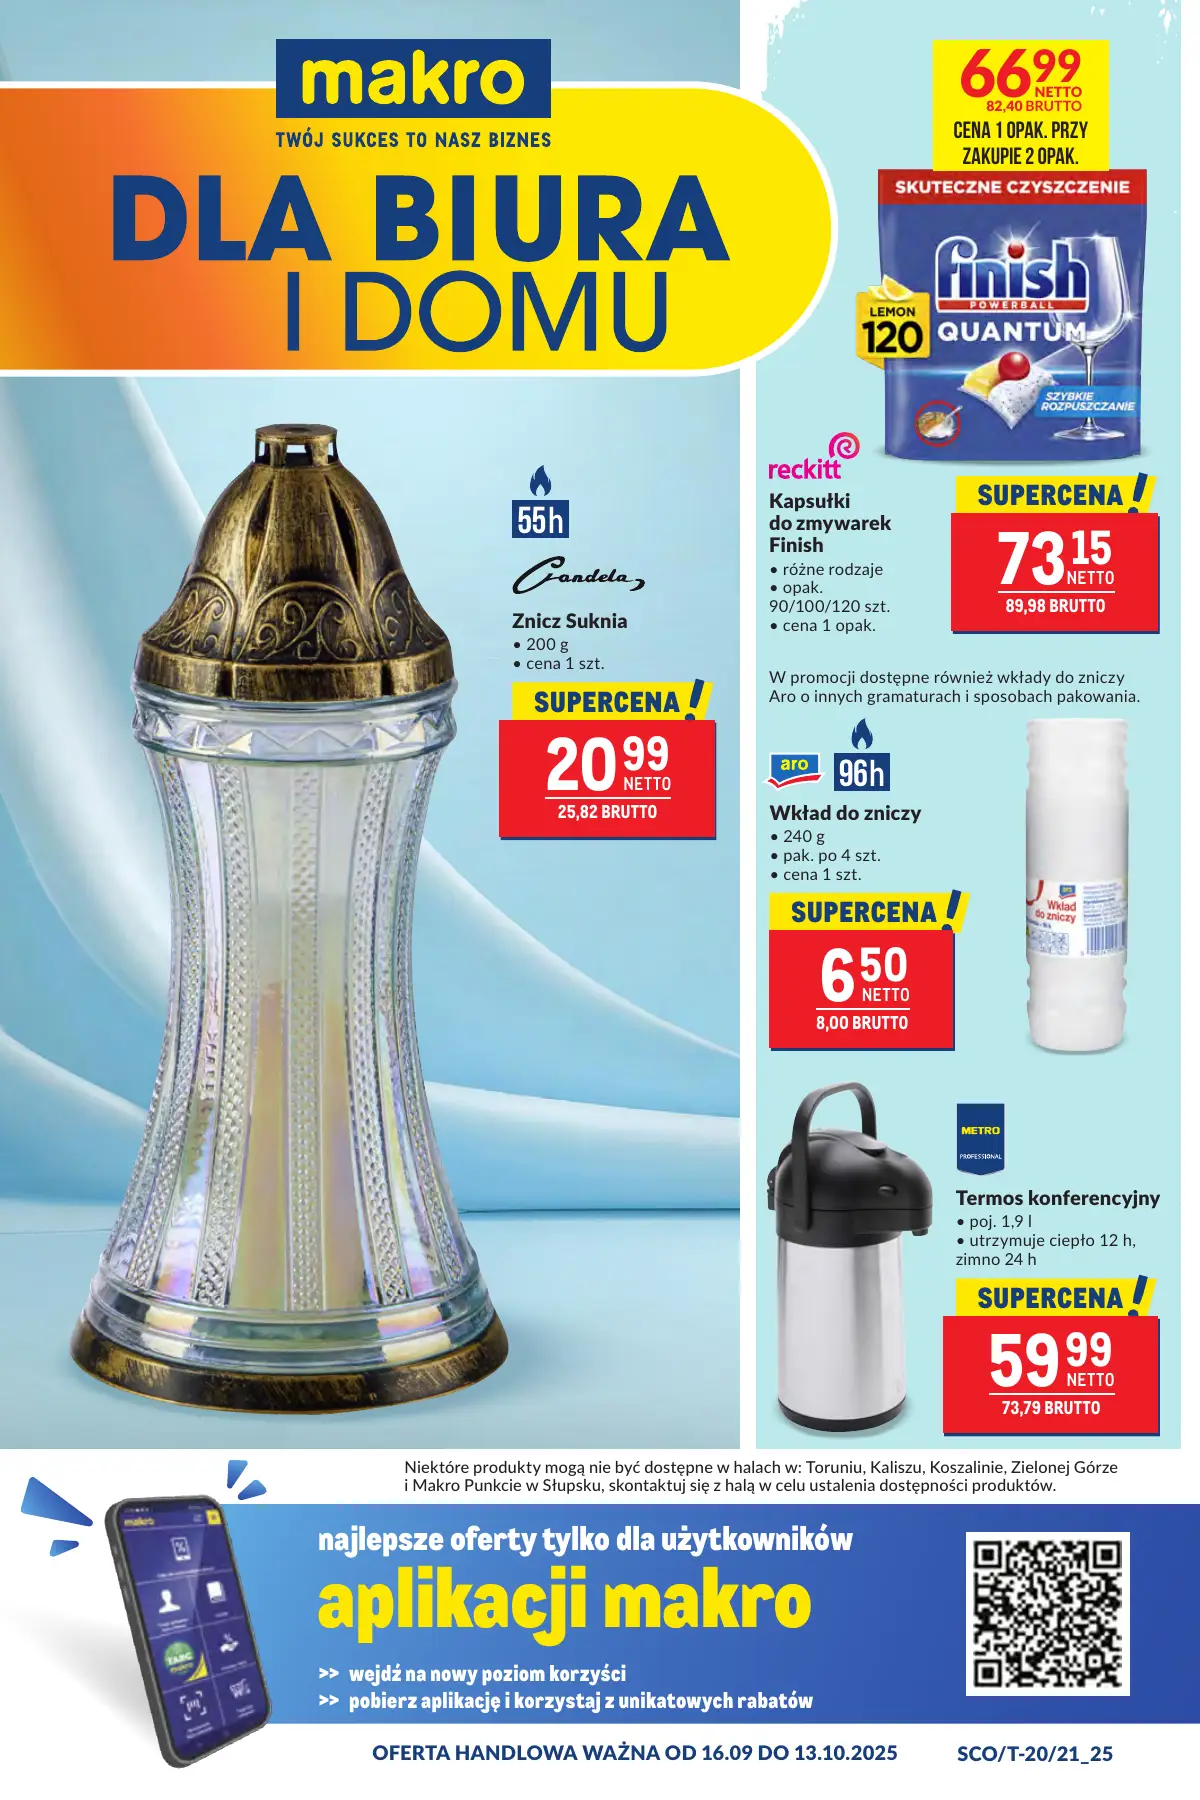 makro
TWÓJ SUKCES TO NASZ BIZNES
DLA BIURA
I DOMU
66 99
NETTO
82,40 BRUTTO
CENA 1 OPAK. PRZY
ZAKUPIE 2 OPAK.
SKUTECZNE CZYSZCZENIE
finish
POWERBALL
QUANTUM
LEMON
120
SZYBKIE
ROZPUSZCZANIE
reckitt
Kapsułki
do zmywarek
Finish
• różne rodzaje
• opak.
90/100/120 szt.
• cena 1 opak.
SUPERCENA!
73 15
NETTO
89,98 BRUTTO
55h
Candela
Znicz Suknia
• 200 g
• cena 1 szt.
SUPERCENA!
20 99
NETTO
25,82 BRUTTO
W promocji dostępne również wkłady do zniczy
Aro o innych gramaturach i sposobach pakowania.
aro
96h
Wkład do zniczy
• 240 g
• pak. po 4 szt.
• cena 1 szt.
SUPERCENA!
6 50
NETTO
8,00 BRUTTO
aro
Wkład
do zniczy
METRO
PROFESSIONAL
Termos konferencyjny
• poj. 1,9 l
• utrzymuje ciepło 12 h,
zimno 24 h
SUPERCENA!
59 99
NETTO
73,79 BRUTTO
Niektóre produkty mogą nie być dostępne w halach w: Toruniu, Kaliszu, Koszalinie, Zielonej Górze
i Makro Punkcie w Słupsku, skontaktuj się z halą w celu ustalenia dostępności produktów.
makro
najlepsze oferty tylko dla użytkowników
aplikacji makro
>> wejdź na nowy poziom korzyści
>> pobierz aplikację i korzystaj z unikatowych rabatów
OFERTA HANDLOWA WAŻNA OD 16.09 DO 13.10.2025
SCO/T-20/21_25